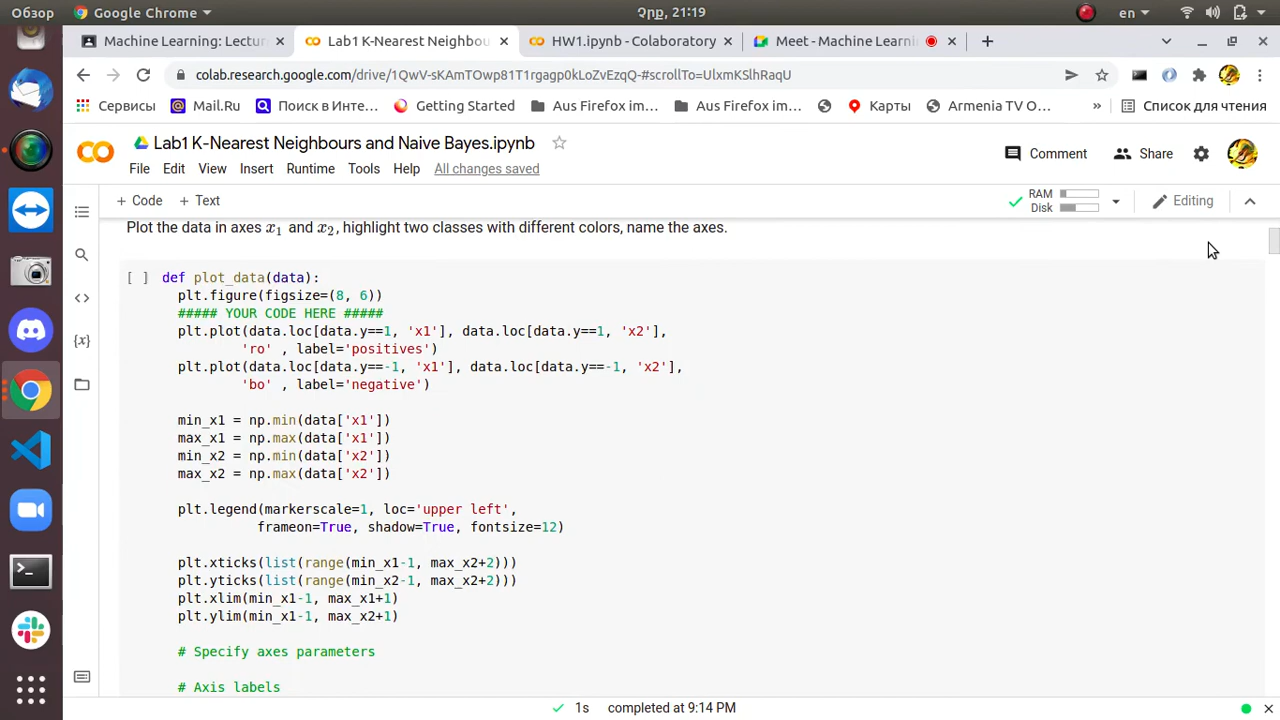 Обзор
Google Chrome
Չրք, 21:19
en
Machine Learning: Lectur
Lab1 K-Nearest Neighbou
HW1.ipynb - Colaboratory
Meet - Machine Learni
colab.research.google.com/drive/1QwV-sKAmTOwp81T1rgagp0kLoZvEzqQ-#scrollTo=UlxmKSlhRaqU
Сервисы
Mail.Ru
Поиск в Инте...
Getting Started
Aus Firefox im...
Aus Firefox im...
Карты
Armenia TV O...
»
Список для чтения
Lab1 K-Nearest Neighbours and Naive Bayes.ipynb
Comment
Share
File Edit View Insert Runtime Tools Help All changes saved
+ Code + Text
RAM
Disk
Editing
Plot the data in axes x1 and x2, highlight two classes with different colors, name the axes.
[ ] def plot_data(data):
plt.figure(figsize=(8, 6))
##### YOUR CODE HERE #####
plt.plot(data.loc[data.y==1, 'x1'], data.loc[data.y==1, 'x2'],
'ro' , label='positives')
plt.plot(data.loc[data.y==-1, 'x1'], data.loc[data.y==-1, 'x2'],
'bo' , label='negative')
min_x1 = np.min(data['x1'])
max_x1 = np.max(data['x1'])
min_x2 = np.min(data['x2'])
max_x2 = np.max(data['x2'])
plt.legend(markerscale=1, loc='upper left',
frameon=True, shadow=True, fontsize=12)
plt.xticks(list(range(min_x1-1, max_x2+2)))
plt.yticks(list(range(min_x2-1, max_x2+2)))
plt.xlim(min_x1-1, max_x1+1)
plt.ylim(min_x1-1, max_x2+1)
# Specify axes parameters
# Axis labels
1s completed at 9:14 PM